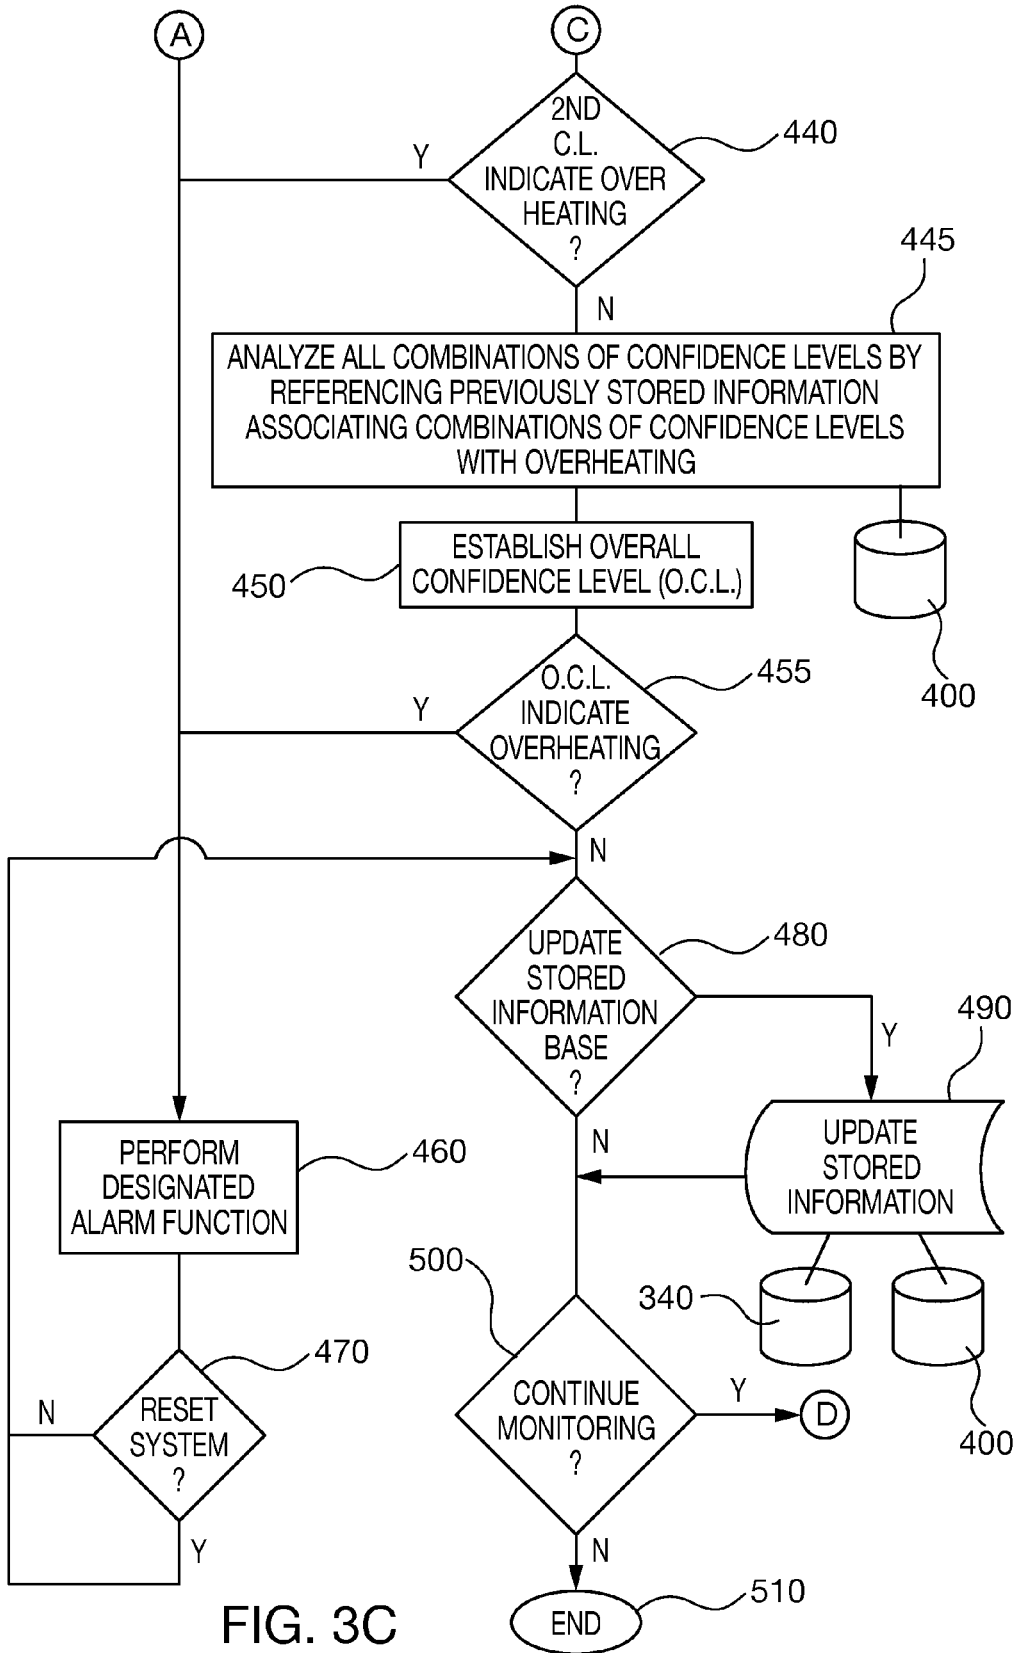 A
C
2ND
C.L.
INDICATE OVER
HEATING
?
440
Y
N
445
ANALYZE ALL COMBINATIONS OF CONFIDENCE LEVELS BY
REFERENCING PREVIOUSLY STORED INFORMATION
ASSOCIATING COMBINATIONS OF CONFIDENCE LEVELS
WITH OVERHEATING
400
ESTABLISH OVERALL
CONFIDENCE LEVEL (O.C.L.)
450
O.C.L.
INDICATE
OVERHEATING
?
455
Y
N
UPDATE
STORED
INFORMATION
BASE
?
480
Y
N
490
UPDATE
STORED
INFORMATION
340
400
PERFORM
DESIGNATED
ALARM FUNCTION
460
RESET
SYSTEM
?
470
N
Y
500
CONTINUE
MONITORING
?
Y
D
N
END
510
FIG. 3C